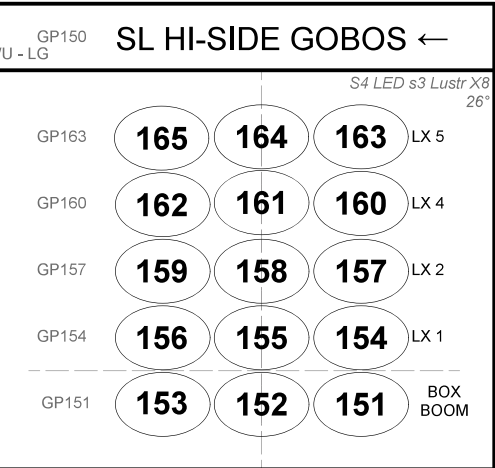 GP150 SL HI-SIDE GOBOS ←
/U - LG
S4 LED s3 Lustr X8
26°
GP163 165 164 163 LX 5
GP160 162 161 160 LX 4
GP157 159 158 157 LX 2
GP154 156 155 154 LX 1
GP151 153 152 151 BOX
BOOM